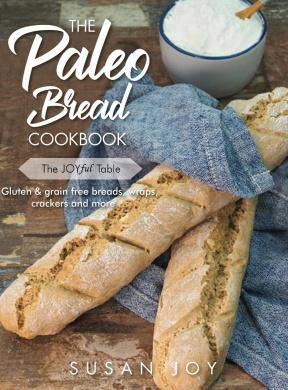 THE
Paleo
Bread
COOKBOOK
The JOYful Table
Gluten & grain free breads, wraps,
crackers and more
SUSAN JOY